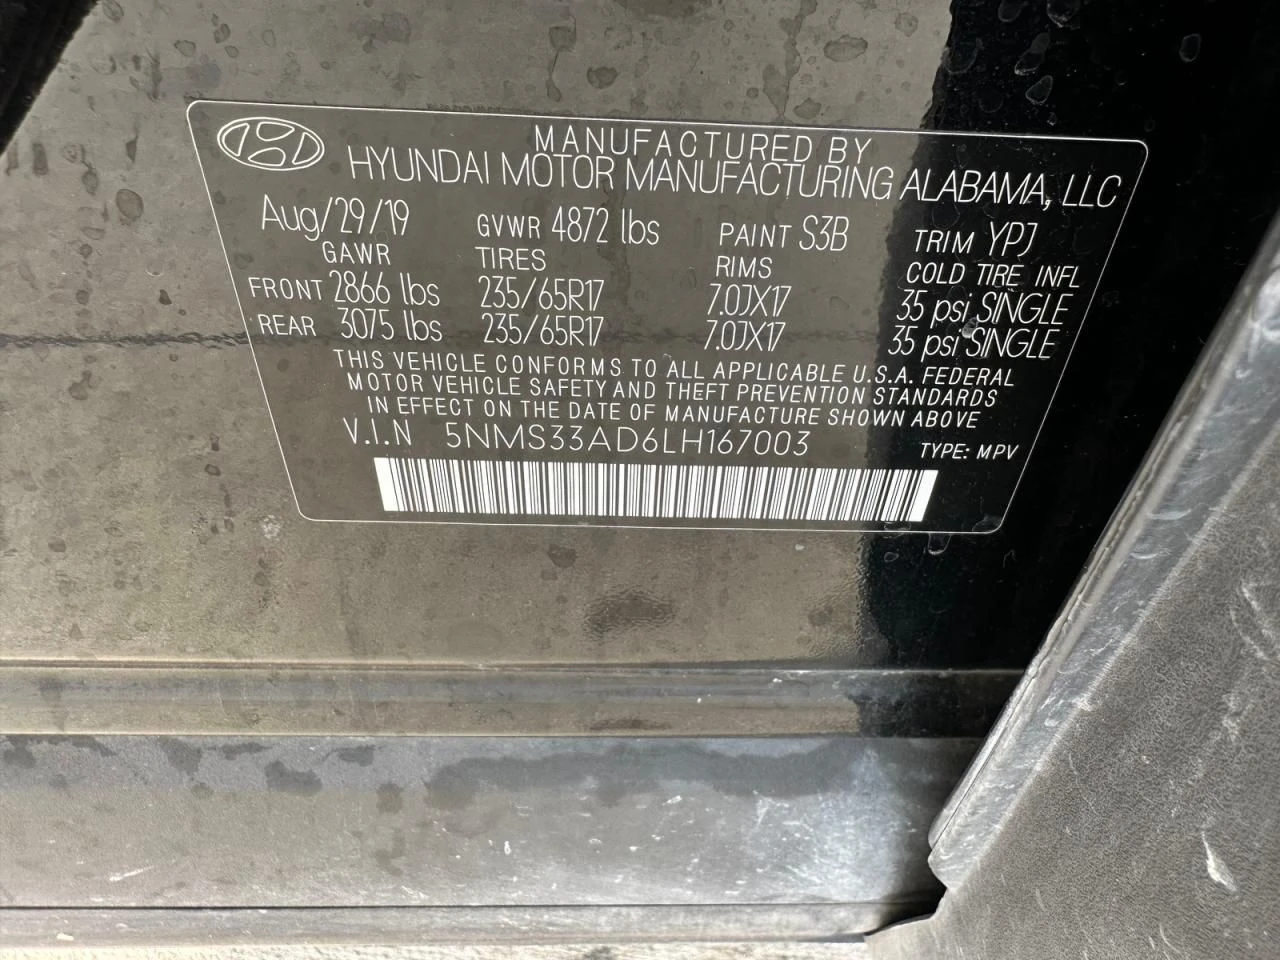 MANUFACTURED BY
HYUNDAI MOTOR MANUFACTURING ALABAMA, LLC
Aug/29/19 GVWR 4872 lbs PAINT S3B TRIM YPJ
GAWR TIRES RIMS COLD TIRE INFL
FRONT 2866 lbs 235/65R17 7.0JX17 35 psi SINGLE
REAR 3075 lbs 235/65R17 7.0JX17 35 psi SINGLE
THIS VEHICLE CONFORMS TO ALL APPLICABLE U.S.A. FEDERAL
MOTOR VEHICLE SAFETY AND THEFT PREVENTION STANDARDS
IN EFFECT ON THE DATE OF MANUFACTURE SHOWN ABOVE
V.I.N 5NMS33AD6LH167003 TYPE: MPV